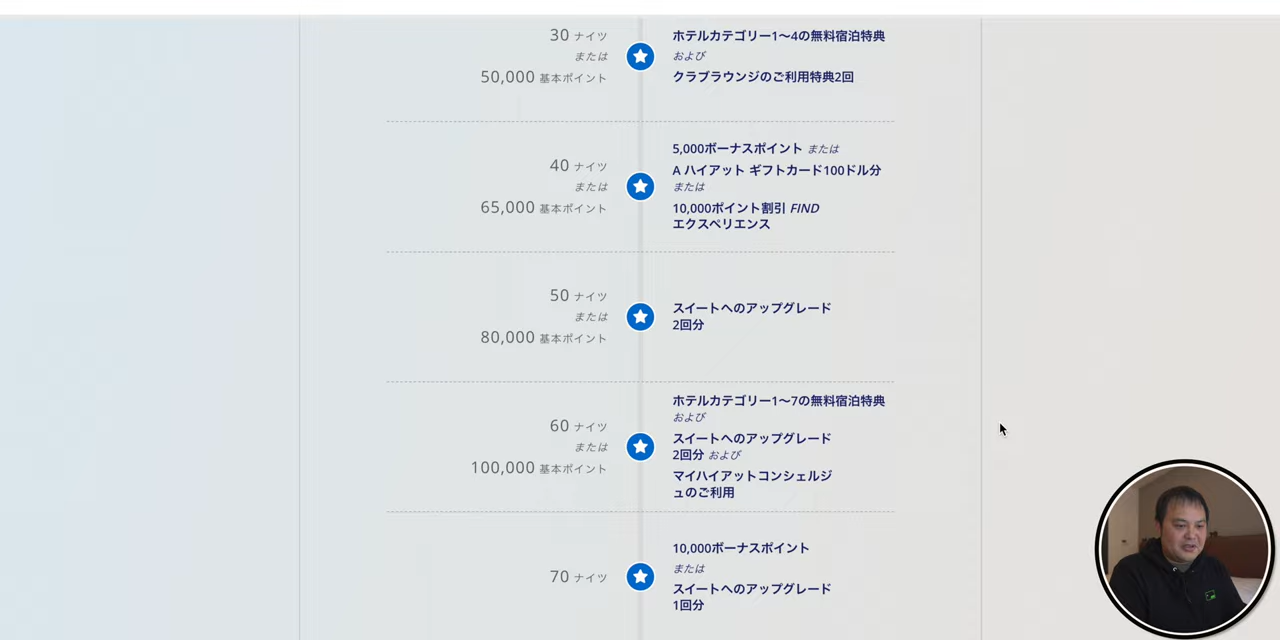 30 ナイツ
または
50,000 基本ポイント
ホテルカテゴリー1〜4の無料宿泊特典
および
クラブラウンジのご利用特典2回
40 ナイツ
または
65,000 基本ポイント
5,000ボーナスポイント または
A ハイアット ギフトカード100ドル分
または
10,000ポイント割引 FIND
エクスペリエンス
50 ナイツ
または
80,000 基本ポイント
スイートへのアップグレード
2回分
60 ナイツ
または
100,000 基本ポイント
ホテルカテゴリー1〜7の無料宿泊特典
および
スイートへのアップグレード
2回分 および
マイハイアットコンシェルジ
ュのご利用
70 ナイツ
10,000ボーナスポイント
または
スイートへのアップグレード
1回分